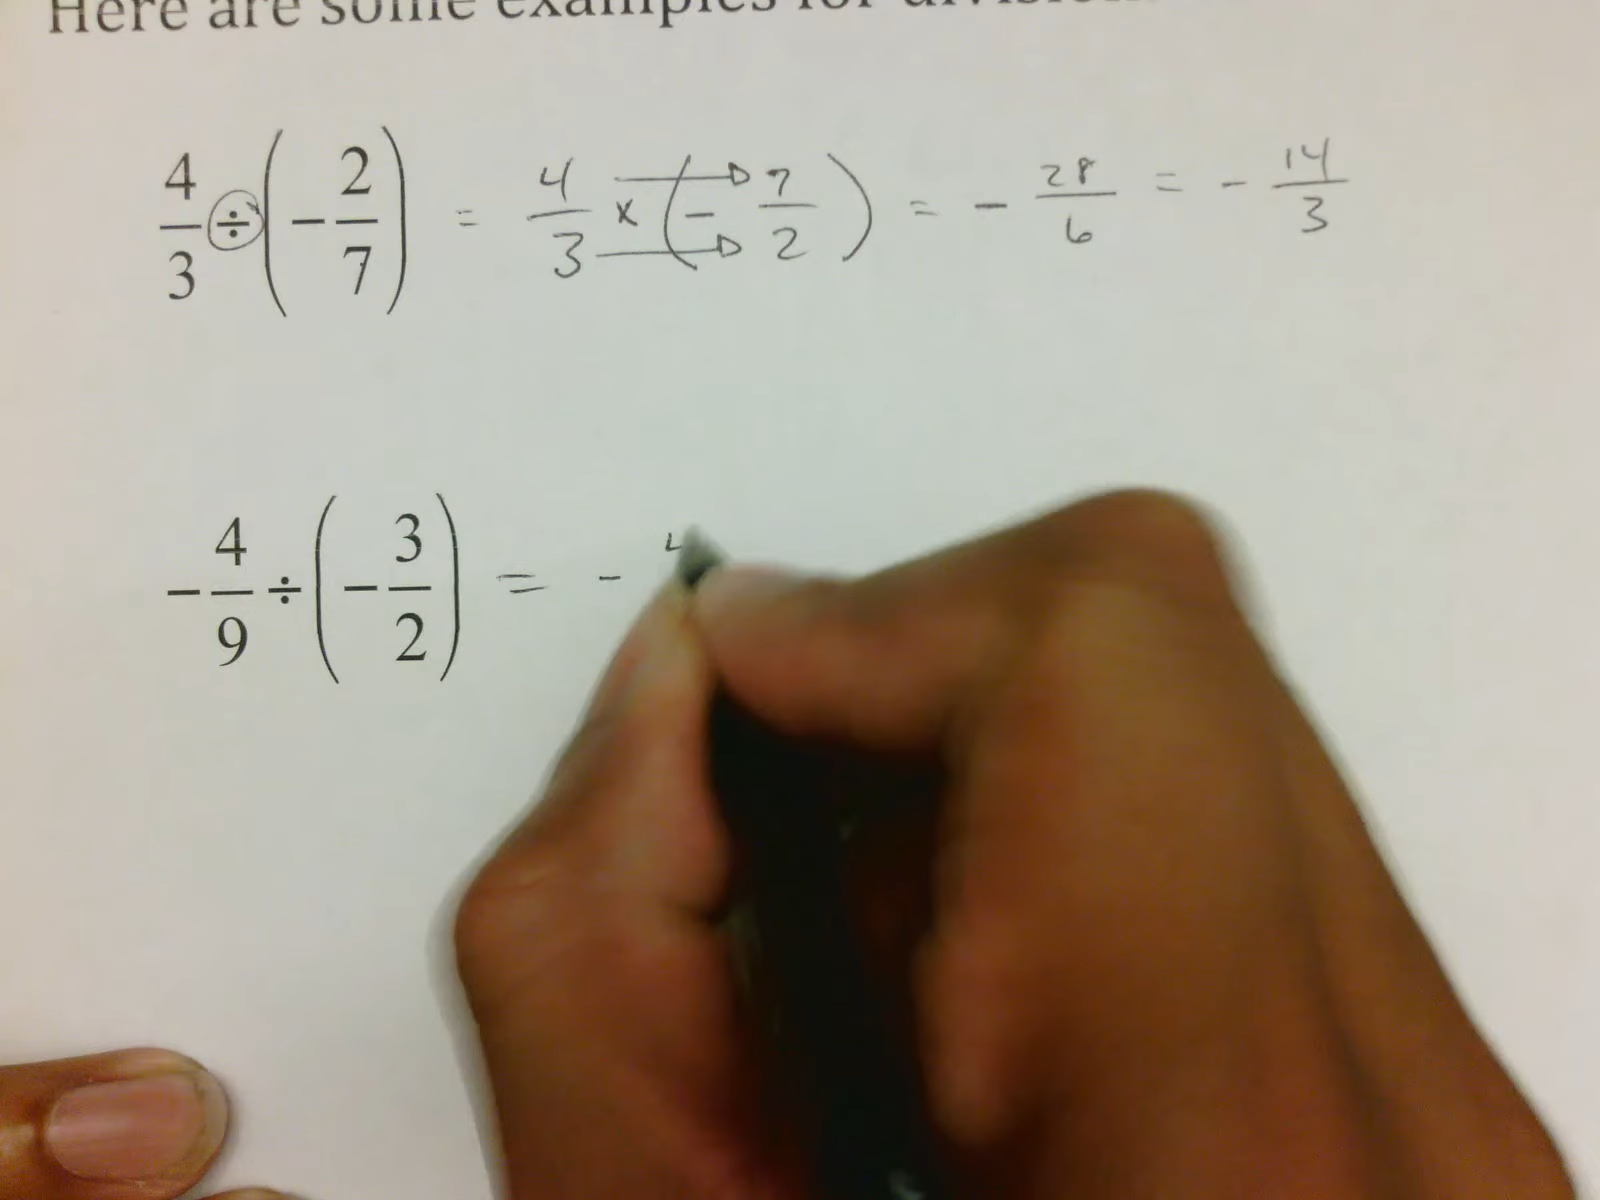 Here are some examples for division
4/3 ÷ (−2/7) = 4/3 × (−7/2) = −28/6 = −14/3
−4/9 ÷ (−3/2) = − 4